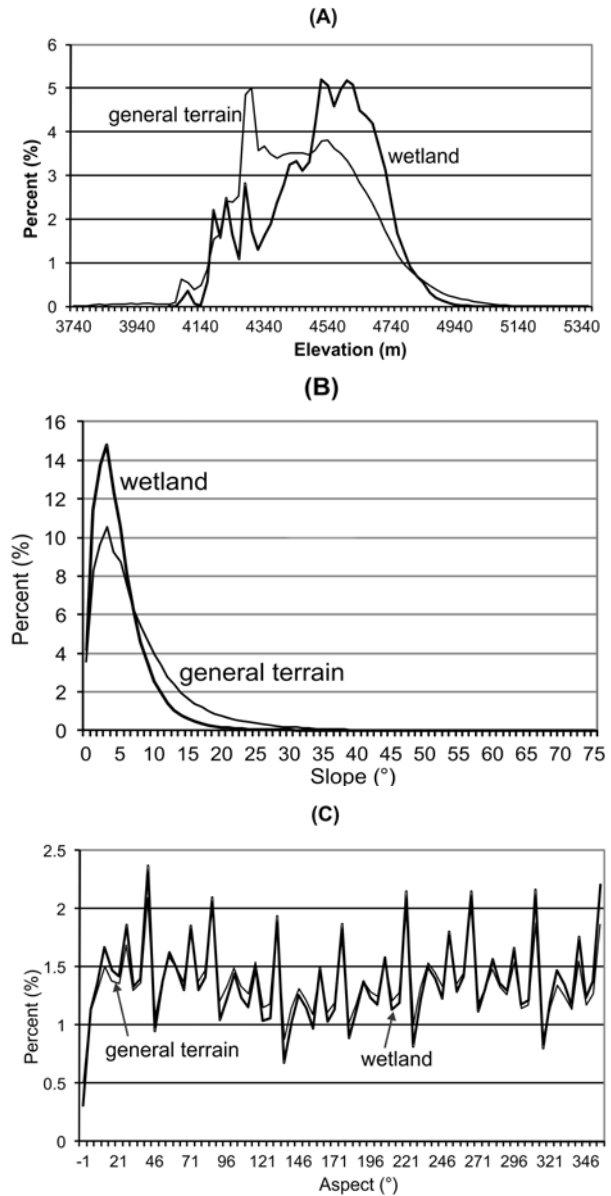 (A)
6
5
4
3
2
1
0
Percent (%)
general terrain
wetland
3740 3940 4140 4340 4540 4740 4940 5140 5340
Elevation (m)
(B)
16
14
12
10
8
6
4
2
0
Percent (%)
wetland
general terrain
0 5 10 15 20 25 30 35 40 45 50 55 60 65 70 75
Slope (°)
(C)
2.5
2
1.5
1
0.5
0
Percent (%)
general terrain
wetland
-1 21 46 71 96 121 146 171 196 221 246 271 296 321 346
Aspect (°)